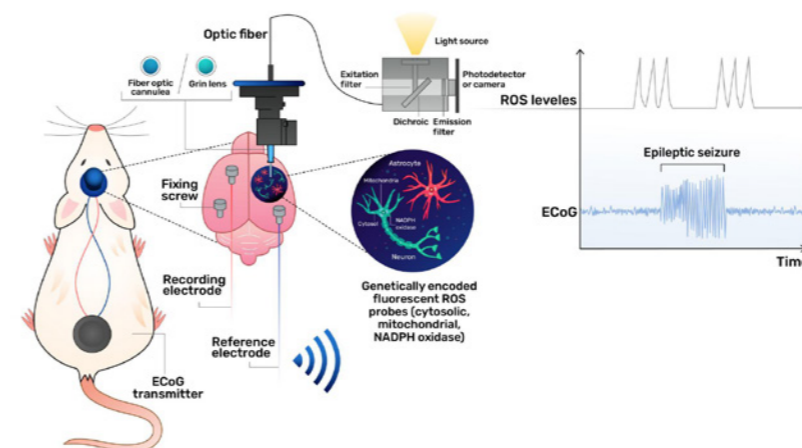 Optic fiber
Fiber optic
cannulea
/
Grin lens
Light source
Exitation
filter
Photodetector
or camera
Dichroic
Emission
filter
Fixing
screw
Recording
electrode
Reference
electrode
ECoG
transmitter
Astrocyte
Mitochondria
Cytosol
NADPH
oxidase
Neuron
Genetically encoded
fluorescent ROS
probes (cytosolic,
mitochondrial,
NADPH oxidase)
ROS leveles
Epileptic seizure
ECoG
Time